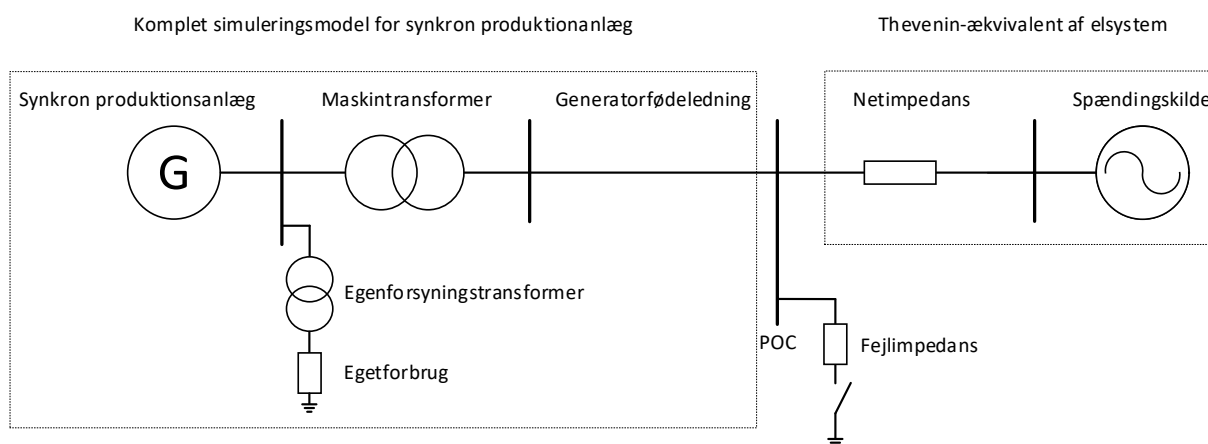 Komplet simuleringsmodel for synkron produktionanlæg
Thevenin-ækvivalent af elsystem
Synkron produktionsanlæg
Maskintransformer
Generatorfødeledning
Netimpedans
Spændingskilde
G
Egenforsyningstransformer
POC
Fejlimpedans
Egetforbrug